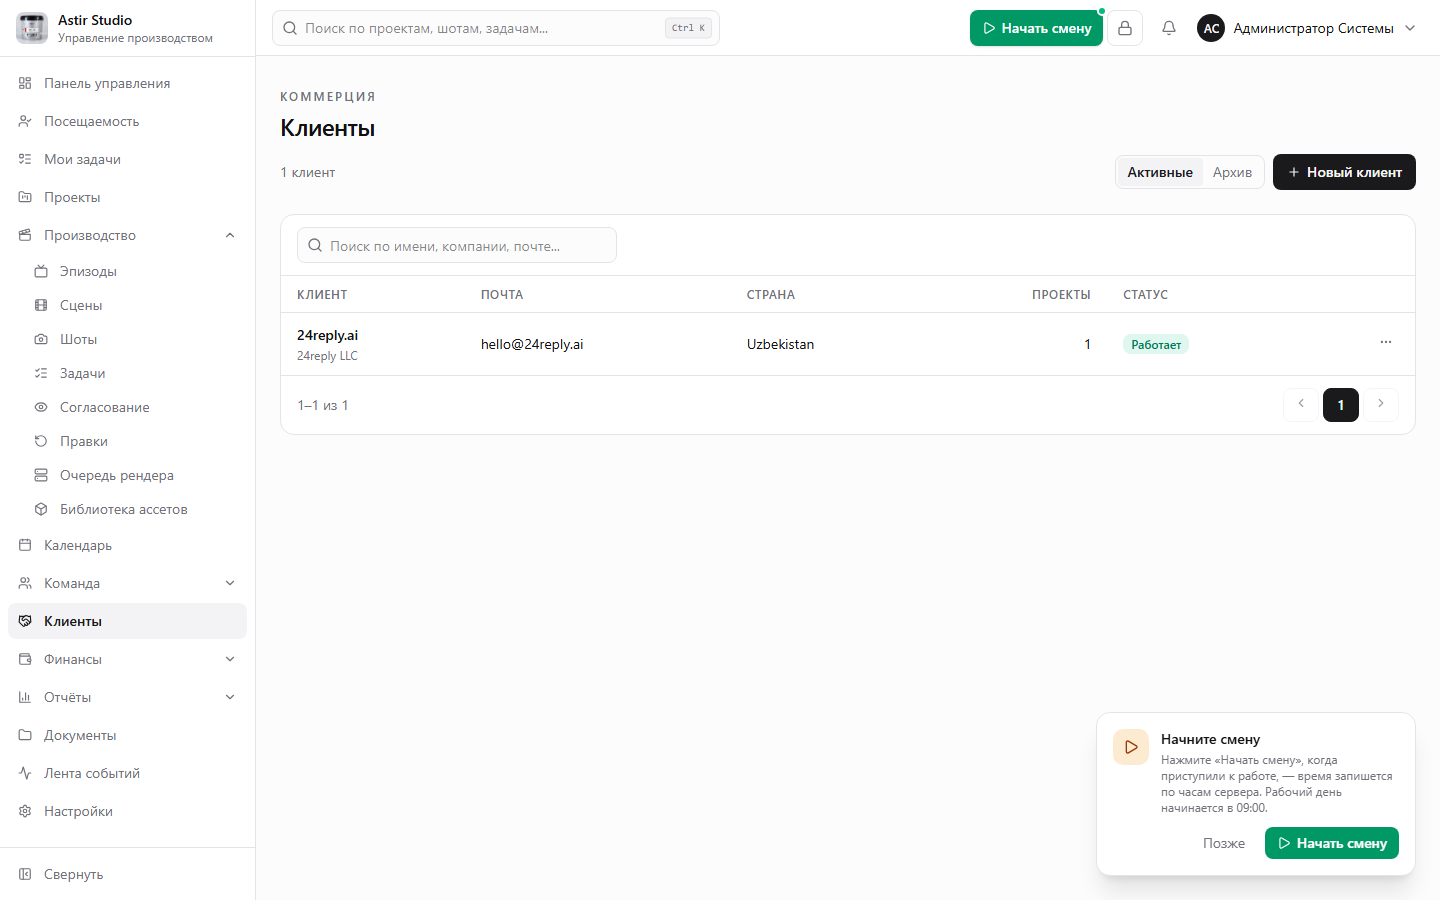 Astir Studio
Управление производством
Поиск по проектам, шотам, задачам...
Ctrl K
Начать смену
АС
Администратор Системы
Панель управления
Посещаемость
Мои задачи
Проекты
Производство
Эпизоды
Сцены
Шоты
Задачи
Согласование
Правки
Очередь рендера
Библиотека ассетов
Календарь
Команда
Клиенты
Финансы
Отчёты
Документы
Лента событий
Настройки
Свернуть
КОММЕРЦИЯ
Клиенты
1 клиент
Активные
Архив
Новый клиент
Поиск по имени, компании, почте...
КЛИЕНТ ПОЧТА СТРАНА ПРОЕКТЫ СТАТУС
24reply.ai
24reply LLC
hello@24reply.ai
Uzbekistan
1
Работает
1–1 из 1
1
Начните смену
Нажмите «Начать смену», когда
приступили к работе, — время запишется
по часам сервера. Рабочий день
начинается в 09:00.
Позже
Начать смену